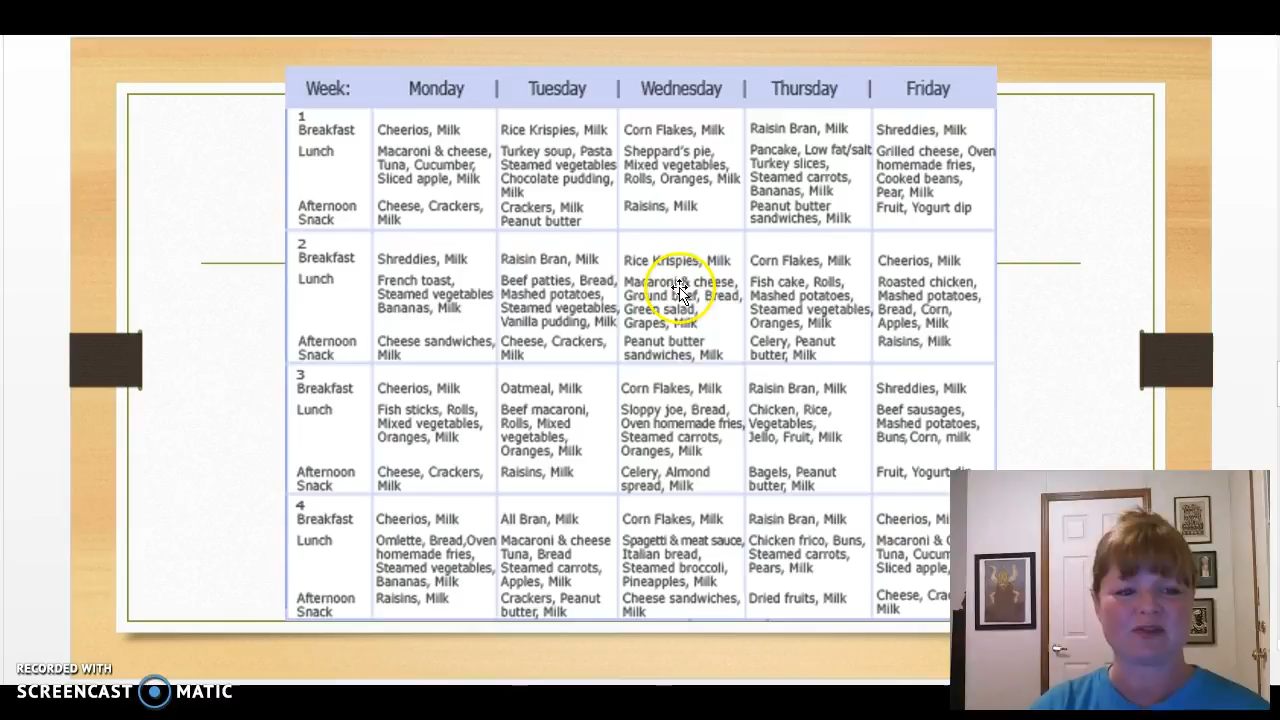 Week: Monday | Tuesday | Wednesday | Thursday | Friday
1
Breakfast Cheerios, Milk Rice Krispies, Milk Corn Flakes, Milk Raisin Bran, Milk Shreddies, Milk
Lunch Macaroni & cheese, Turkey soup, Pasta Sheppard's pie, Pancake, Low fat/salt Grilled cheese, Oven
Tuna, Cucumber, Steamed vegetables Mixed vegetables, Turkey slices, homemade fries,
Sliced apple, Milk Chocolate pudding, Rolls, Oranges, Milk Steamed carrots, Cooked beans,
Milk Bananas, Milk Pear, Milk
Afternoon Cheese, Crackers, Crackers, Milk Raisins, Milk Peanut butter Fruit, Yogurt dip
Snack Milk Peanut butter sandwiches, Milk
2
Breakfast Shreddies, Milk Raisin Bran, Milk Rice Krispies, Milk Corn Flakes, Milk Cheerios, Milk
Lunch French toast, Beef patties, Bread, Macaroni & cheese, Fish cake, Rolls, Roasted chicken,
Steamed vegetables Mashed potatoes, Ground beef, Bread, Mashed potatoes, Mashed potatoes,
Bananas, Milk Steamed vegetables, Green salad, Steamed vegetables, Bread, Corn,
Vanilla pudding, Milk Grapes, Milk Oranges, Milk Apples, Milk
Afternoon Cheese sandwiches, Cheese, Crackers, Peanut butter Celery, Peanut Raisins, Milk
Snack Milk Milk sandwiches, Milk butter, Milk
3
Breakfast Cheerios, Milk Oatmeal, Milk Corn Flakes, Milk Raisin Bran, Milk Shreddies, Milk
Lunch Fish sticks, Rolls, Beef macaroni, Sloppy joe, Bread, Chicken, Rice, Beef sausages,
Mixed vegetables, Rolls, Mixed Oven homemade fries, Vegetables, Mashed potatoes,
Oranges, Milk vegetables, Steamed carrots, Jello, Fruit, Milk Buns, Corn, milk
Oranges, Milk Oranges, Milk
Afternoon Cheese, Crackers, Raisins, Milk Celery, Almond Bagels, Peanut Fruit, Yogurt dip
Snack Milk spread, Milk butter, Milk
4
Breakfast Cheerios, Milk All Bran, Milk Corn Flakes, Milk Raisin Bran, Milk Cheerios,
Lunch Omlette, Bread,Oven Macaroni & cheese Spagetti & meat sauce, Chicken frico, Buns, Macaroni &
homemade fries, Tuna, Bread Italian bread, Steamed carrots, Tuna,
Steamed vegetables, Steamed carrots, Steamed broccoli, Pears, Milk Sliced apple,
Bananas, Milk Apples, Milk Pineapples, Milk
Afternoon Raisins, Milk Crackers, Peanut Cheese sandwiches, Dried fruits, Milk Cheese,
Snack butter, Milk Milk Milk
RECORDED WITH
SCREENCAST MATIC